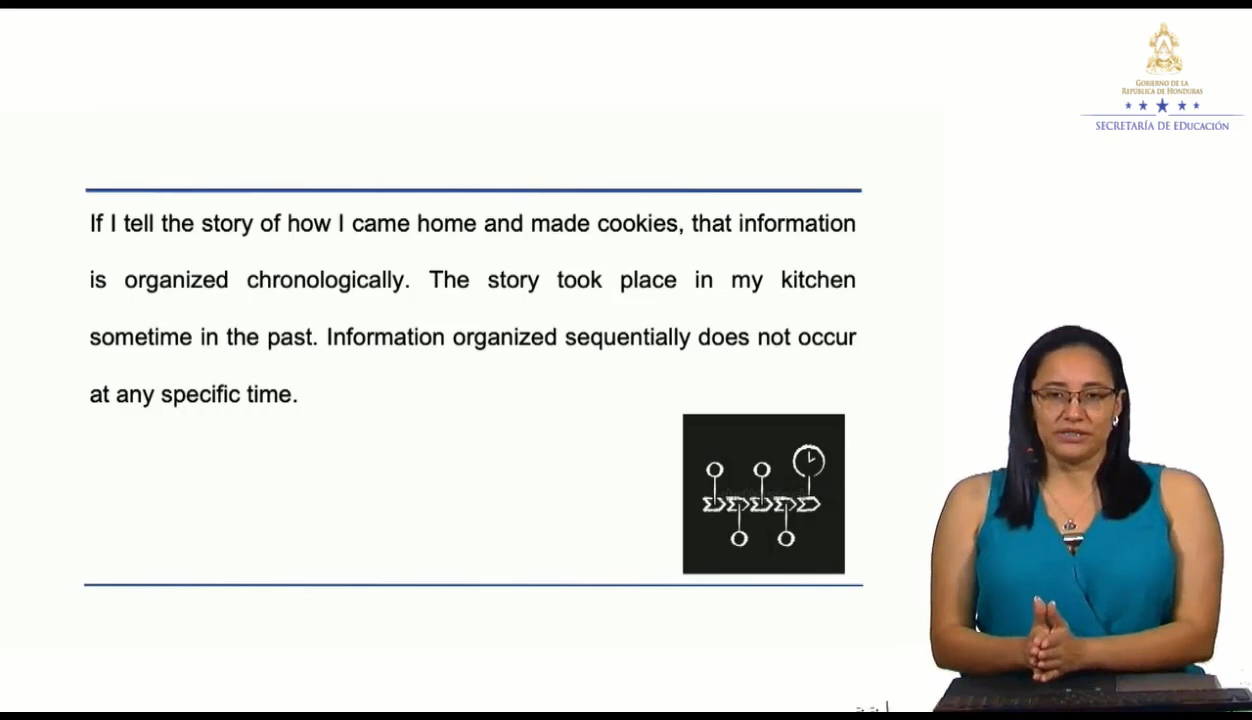 GOBIERNO DE LA
REPÚBLICA DE HONDURAS
SECRETARÍA DE EDUCACIÓN
If I tell the story of how I came home and made cookies, that information
is organized chronologically. The story took place in my kitchen
sometime in the past. Information organized sequentially does not occur
at any specific time.